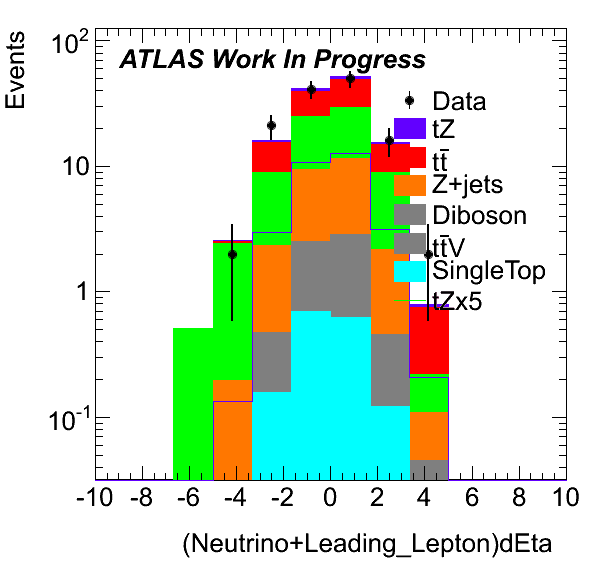 Events
ATLAS Work In Progress
10²
10
1
10⁻¹
Data
tZ
tt̄
Z+jets
Diboson
tt̄V
SingleTop
tZx5
-10 -8 -6 -4 -2 0 2 4 6 8 10
(Neutrino+Leading_Lepton)dEta